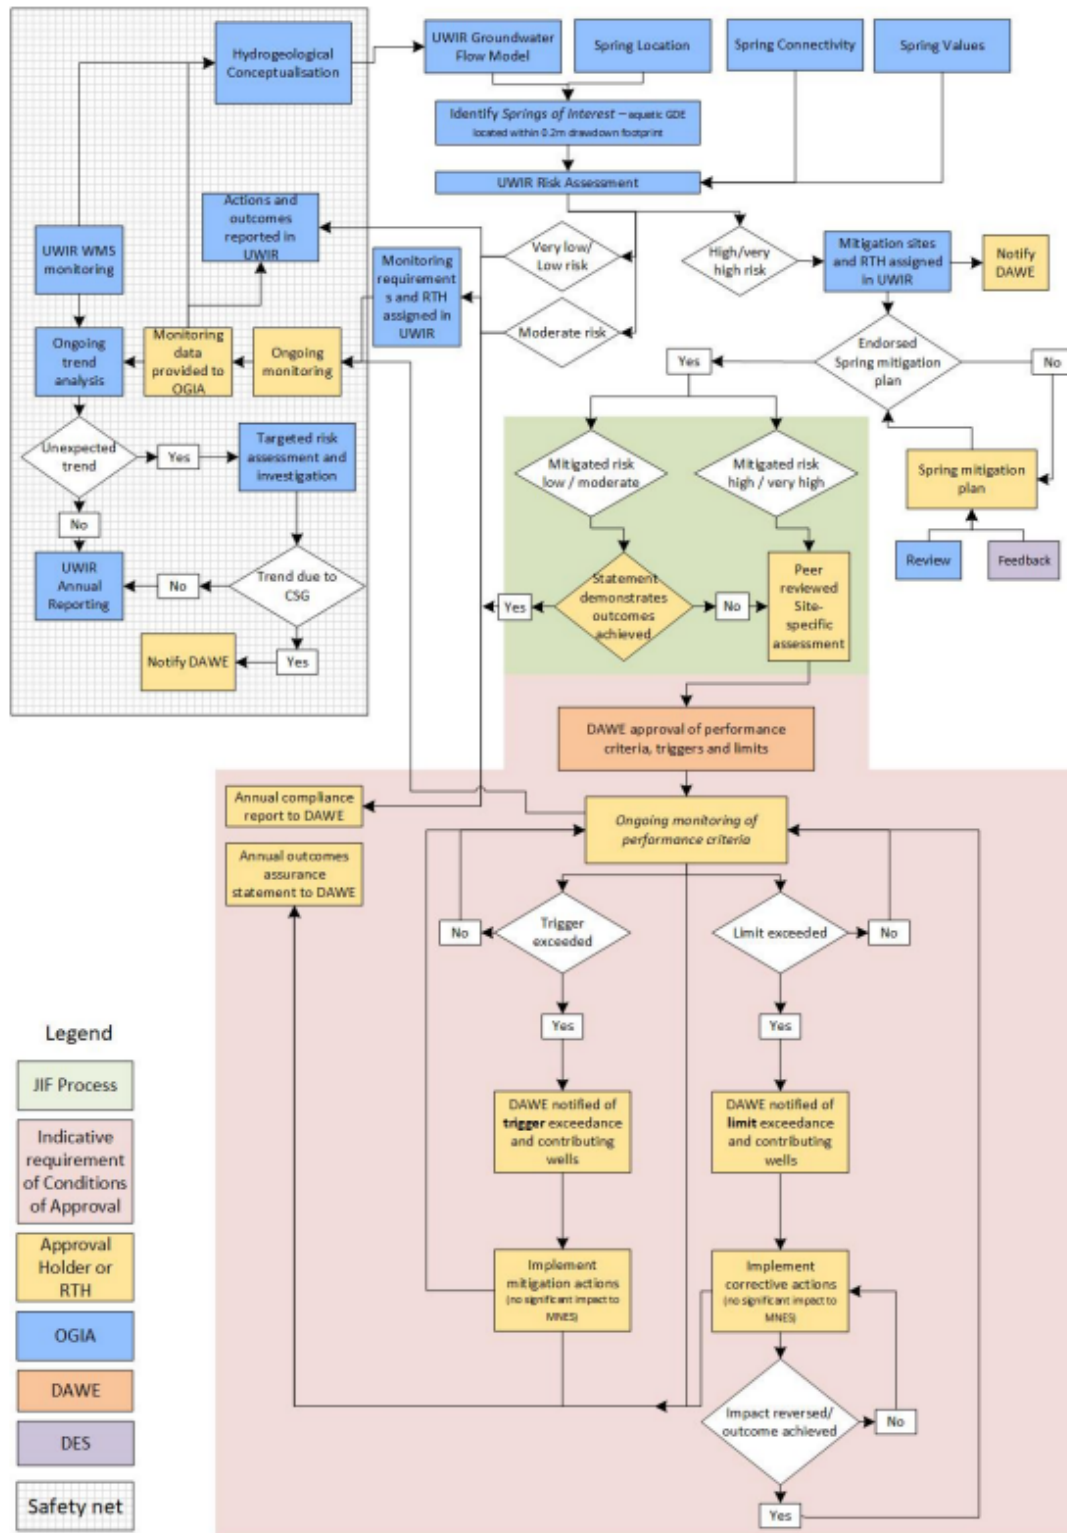 Hydrogeological
Conceptualisation
UWIR Groundwater
Flow Model
Spring Location
Spring Connectivity
Spring Values
Identify Springs of Interest – aquatic GDE
located within 0.2m drawdown footprint
UWIR Risk Assessment
Actions and
outcomes
reported in
UWIR
UWIR WMS
monitoring
Monitoring
requirement
s and RTH
assigned in
UWIR
Very low/
Low risk
High/very
high risk
Mitigation sites
and RTH assigned
in UWIR
Notify
DAWE
Moderate risk
Ongoing
trend
analysis
Monitoring
data
provided to
OGIA
Ongoing
monitoring
Yes
Endorsed
Spring mitigation
plan
No
Unexpected
trend
Yes
Targeted risk
assessment and
investigation
Mitigated risk
low / moderate
Mitigated risk
high / very high
Spring mitigation
plan
No
Review
Feedback
UWIR
Annual
Reporting
No
Trend due to
CSG
Yes
Statement
demonstrates
outcomes
achieved
No
Peer
reviewed
Site-
specific
assessment
Notify DAWE
Yes
DAWE approval of performance
criteria, triggers and limits
Annual compliance
report to DAWE
Ongoing monitoring of
performance criteria
Annual outcomes
assurance
statement to DAWE
No
Trigger
exceeded
Limit exceeded
No
Yes
Yes
DAWE notified of
trigger exceedance
and contributing
wells
DAWE notified of
limit exceedance
and contributing
wells
Implement
mitigation actions
(no significant impact to
MNES)
Implement
corrective actions
(no significant impact to
MNES)
Impact reversed/
outcome achieved
No
Yes
Legend
JIF Process
Indicative
requirement
of Conditions
of Approval
Approval
Holder or
RTH
OGIA
DAWE
DES
Safety net